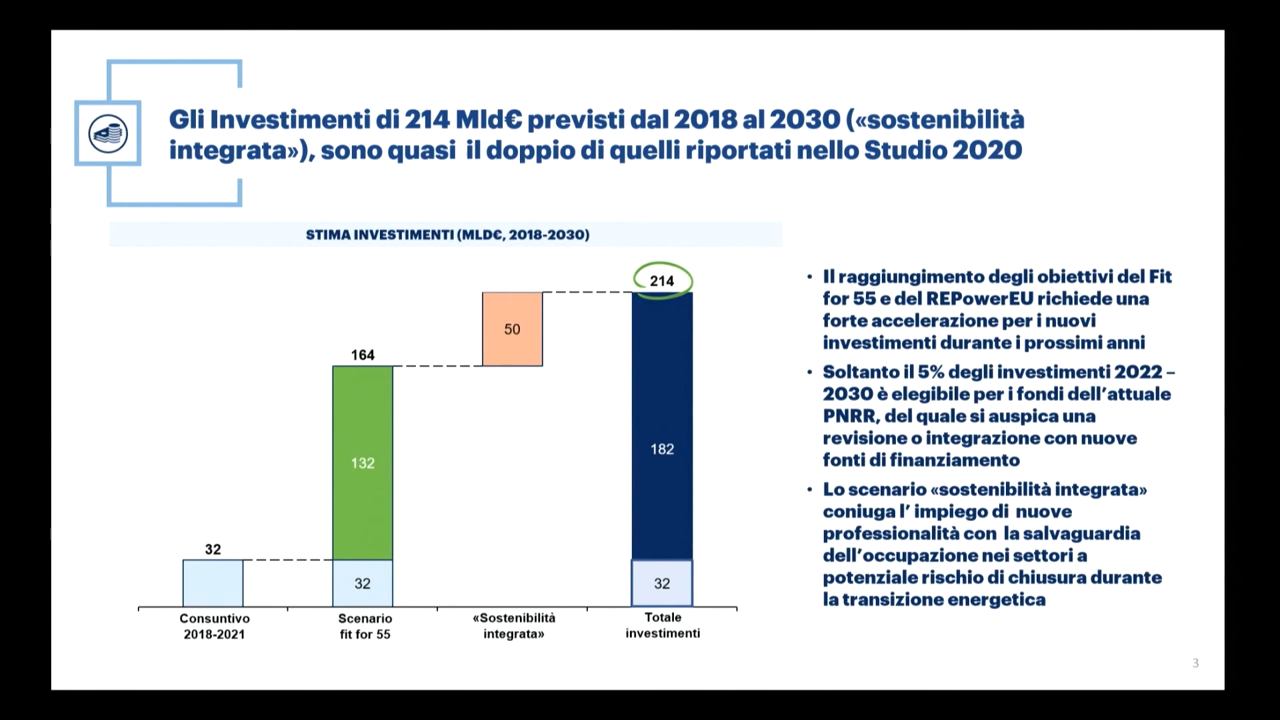 Gli Investimenti di 214 Mld€ previsti dal 2018 al 2030 («sostenibilità
integrata»), sono quasi il doppio di quelli riportati nello Studio 2020
STIMA INVESTIMENTI (MLD€, 2018-2030)
214
50
164
132
182
32
32
32
Consuntivo
2018-2021
Scenario
fit for 55
«Sostenibilità
integrata»
Totale
investimenti
• Il raggiungimento degli obiettivi del Fit
for 55 e del REPowerEU richiede una
forte accelerazione per i nuovi
investimenti durante i prossimi anni
• Soltanto il 5% degli investimenti 2022 –
2030 è elegibile per i fondi dell'attuale
PNRR, del quale si auspica una
revisione o integrazione con nuove
fonti di finanziamento
• Lo scenario «sostenibilità integrata»
coniuga l' impiego di nuove
professionalità con la salvaguardia
dell'occupazione nei settori a
potenziale rischio di chiusura durante
la transizione energetica
3